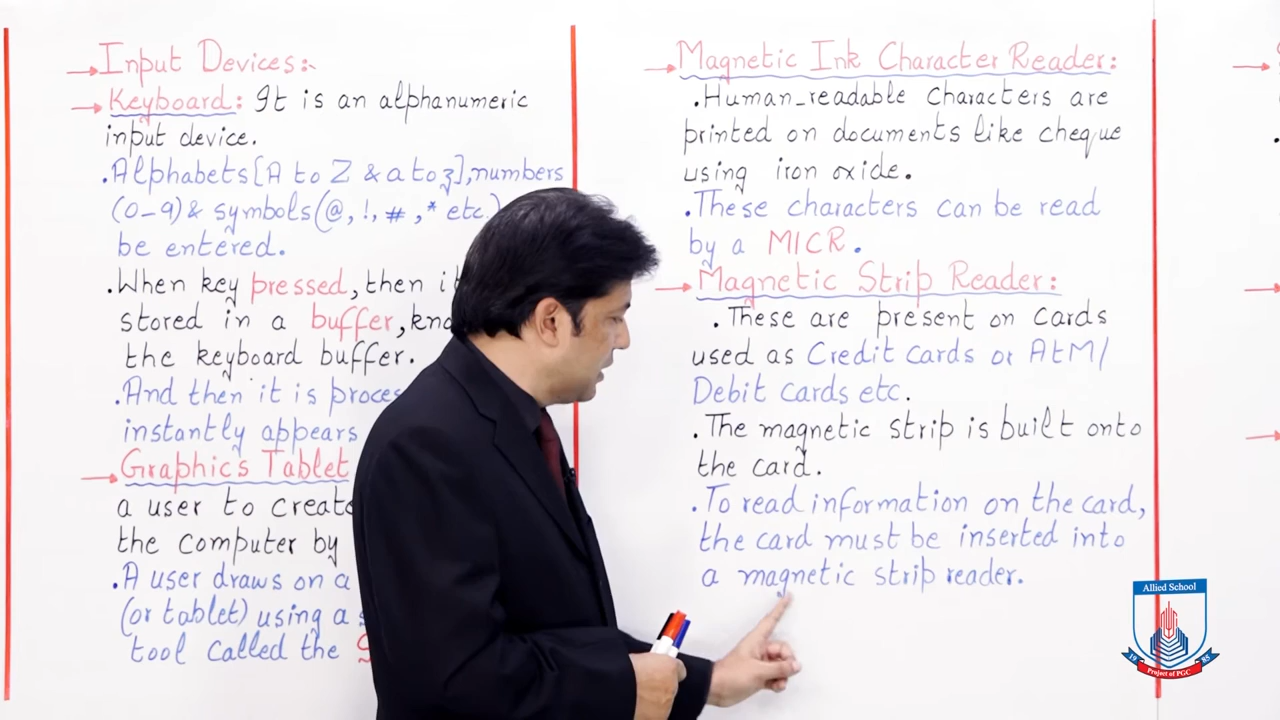 Input Devices:-
Keyboard: It is an alphanumeric
input device.
.Alphabets[A to Z & a to z],numbers
(0-9)& symbols(@,!,#,* etc.)
be entered.
.When key pressed,then it
stored in a buffer,
the keyboard buffer.
.And then it is
instantly appears
Graphics Tablet
a user to create
the computer by
.A user draws on a
(or tablet) using a
tool called the
Magnetic Ink Character Reader:
.Human-readable characters are
printed on documents like cheque
using iron oxide.
.These characters can be read
by a MICR.
Magnetic Strip Reader:
.These are present on cards
used as Credit cards or AtM/
Debit cards etc.
.The magnetic strip is built onto
the card.
.To read information on the card,
the card must be inserted into
a magnetic strip reader.
Allied School
19 85
Project of PGC